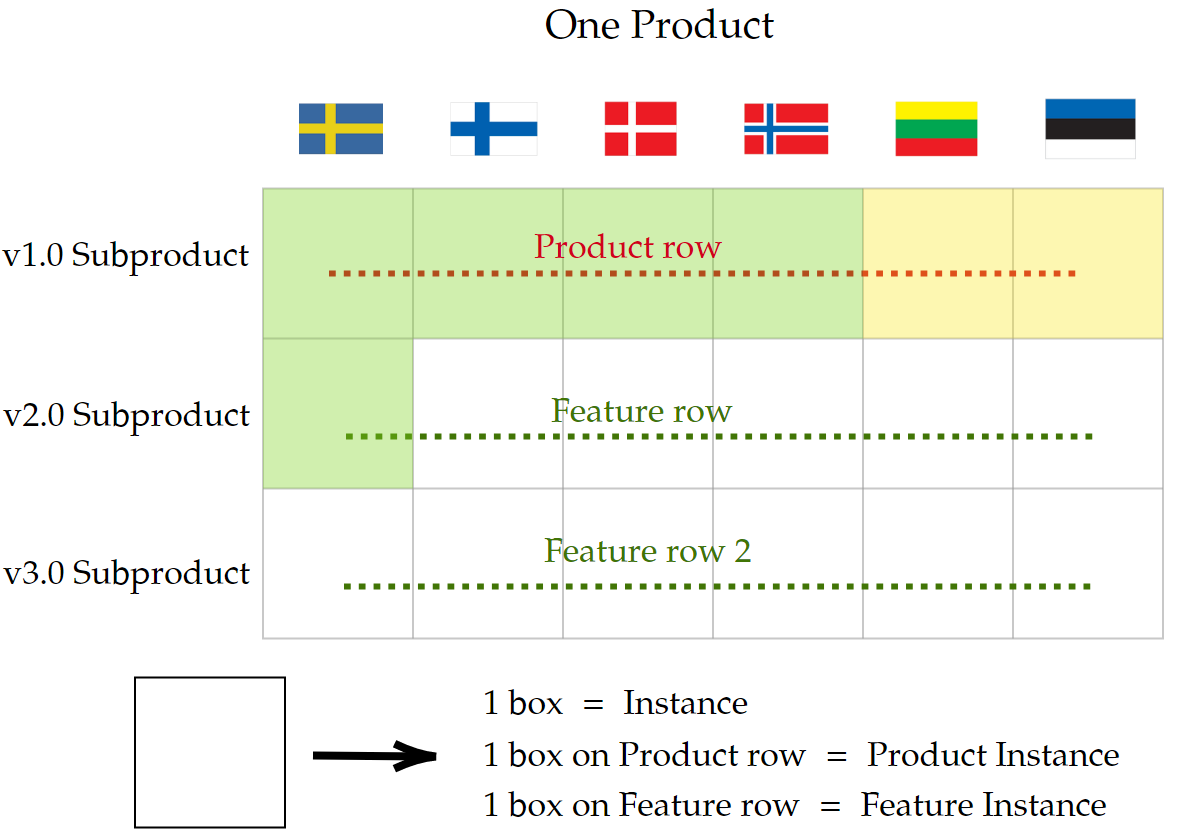 One Product
v1.0 Subproduct
Product row
v2.0 Subproduct
Feature row
v3.0 Subproduct
Feature row 2
1 box = Instance
1 box on Product row = Product Instance
1 box on Feature row = Feature Instance